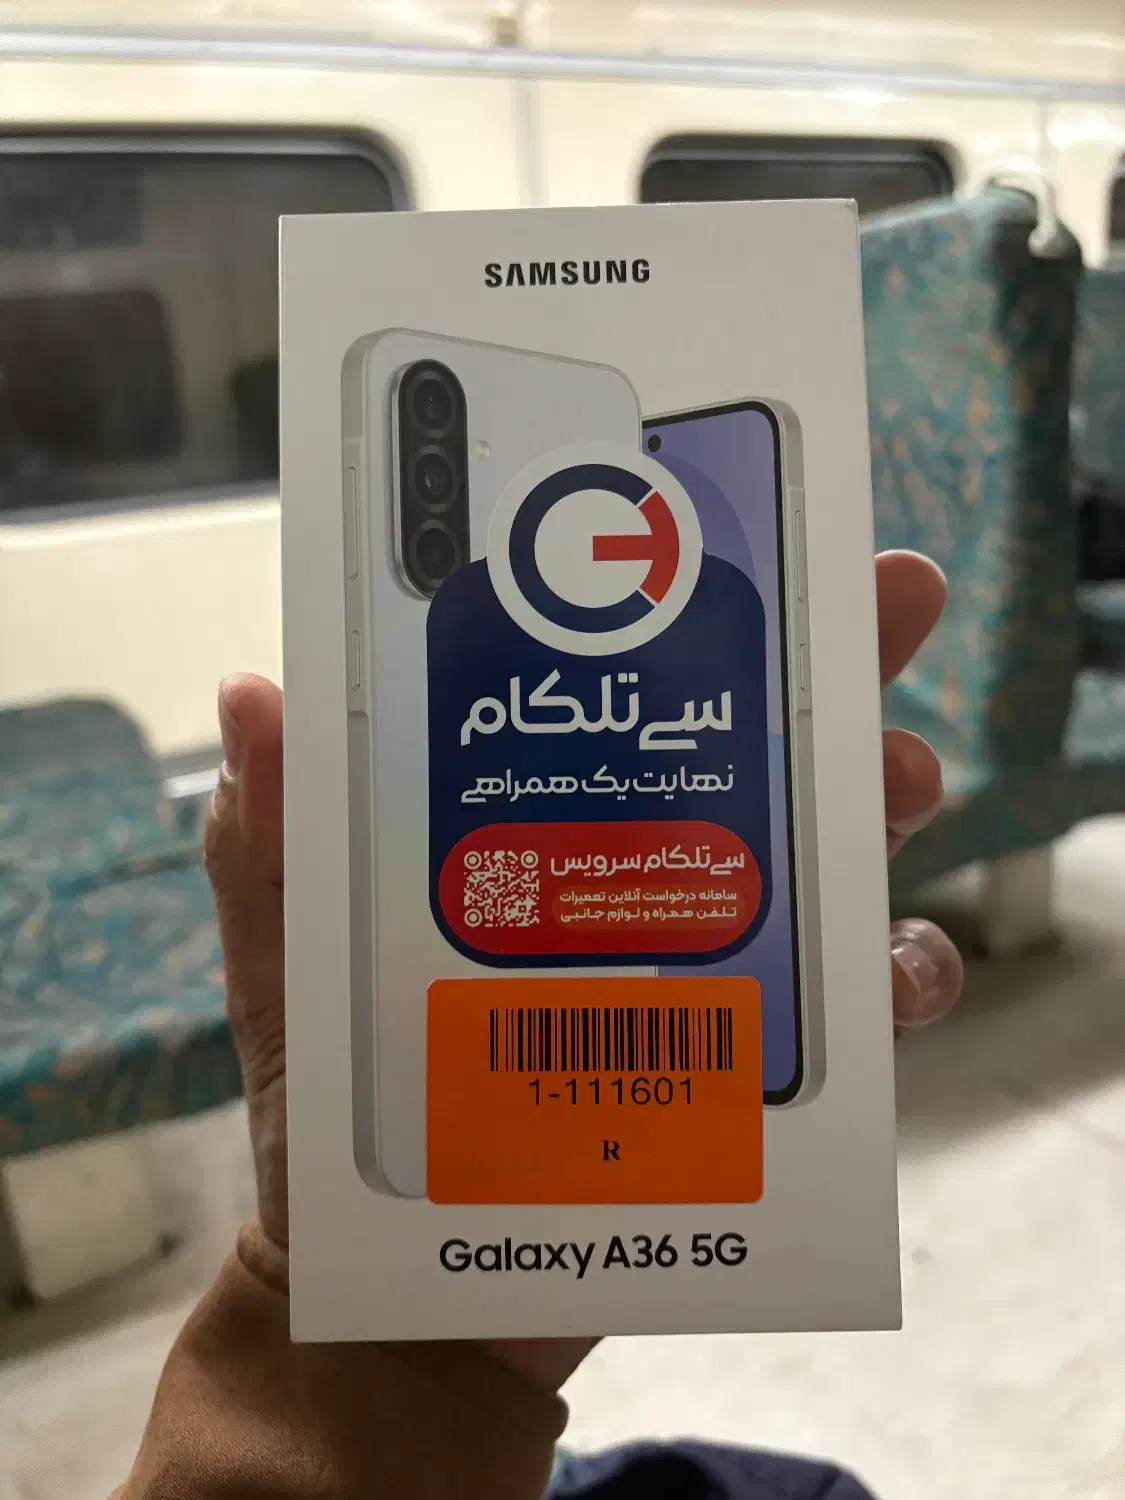 SAMSUNG
سی‌تلکام
نهایت یک همراهی
سی‌تلکام سرویس
سامانه درخواست آنلاین تعمیرات
تلفن همراه و لوازم جانبی
1-111601
R
Galaxy A36 5G